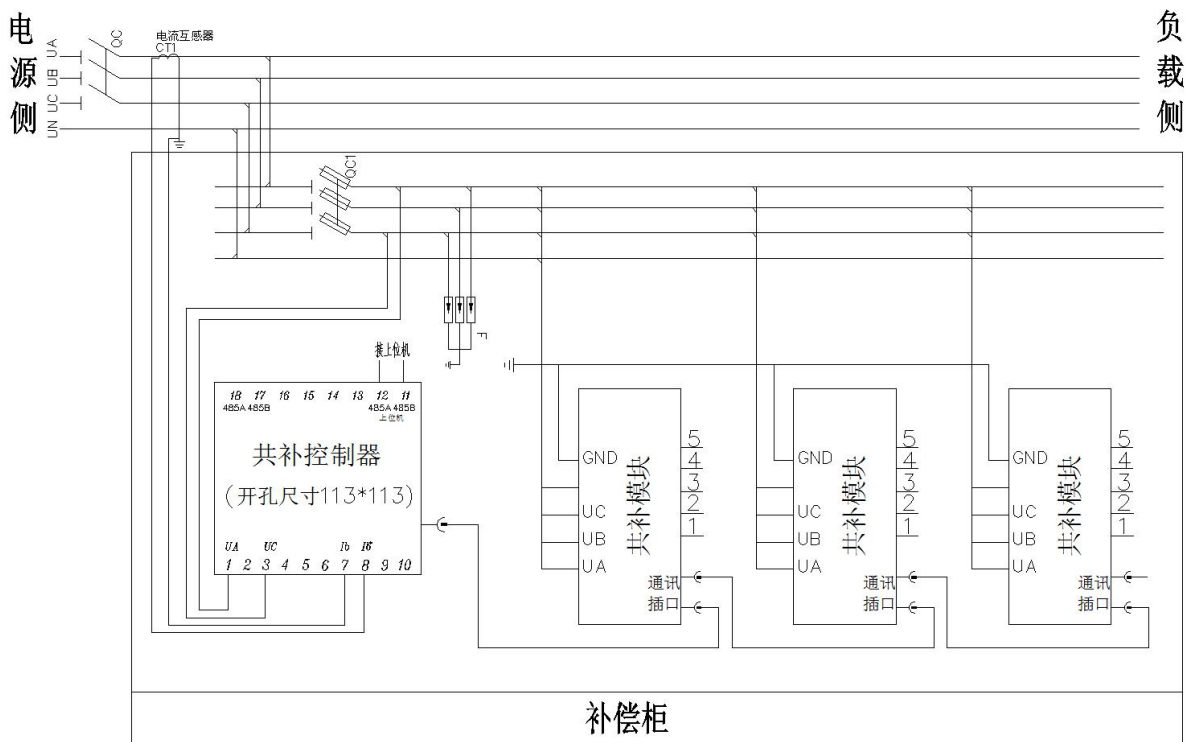 电源侧
负载侧
UA
UB
UC
UN
QC
电流互感器
CT1
QC1
F
接上位机
18 17 16 15 14 13 12 11
485A 485B 485A 485B
上位机
共补控制器
(开孔尺寸113*113)
UA UC Ib I6
1 2 3 4 5 6 7 8 9 10
GND
UC
UB
UA
共补模块
5
4
3
2
1
通讯
插口
GND
UC
UB
UA
共补模块
5
4
3
2
1
通讯
插口
GND
UC
UB
UA
共补模块
5
4
3
2
1
通讯
插口
补偿柜